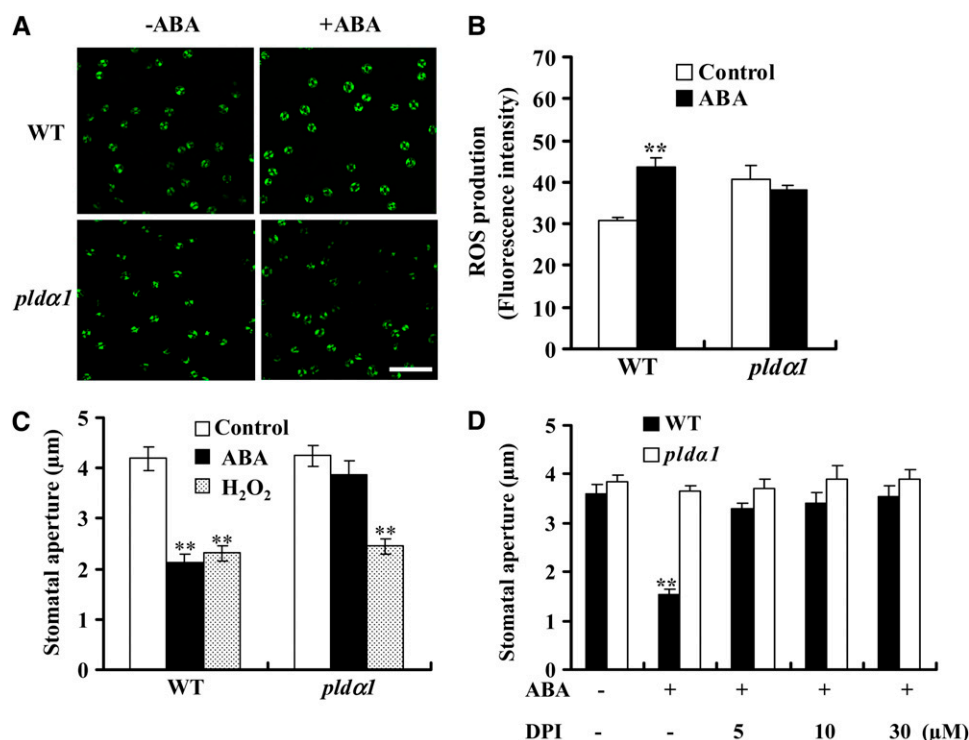 A
-ABA +ABA
WT
pldα1
B
ROS prodution
(Fluorescence intensity)
70
60
50
40
30
20
10
0
Control
ABA
**
WT pldα1
C
Stomatal aperture (µm)
5
4
3
2
1
0
Control
ABA
H₂O₂
** **
**
WT pldα1
D
Stomatal aperture (µm)
5
4
3
2
1
0
WT
pldα1
**
ABA - + + + +
DPI - - 5 10 30 (µM)